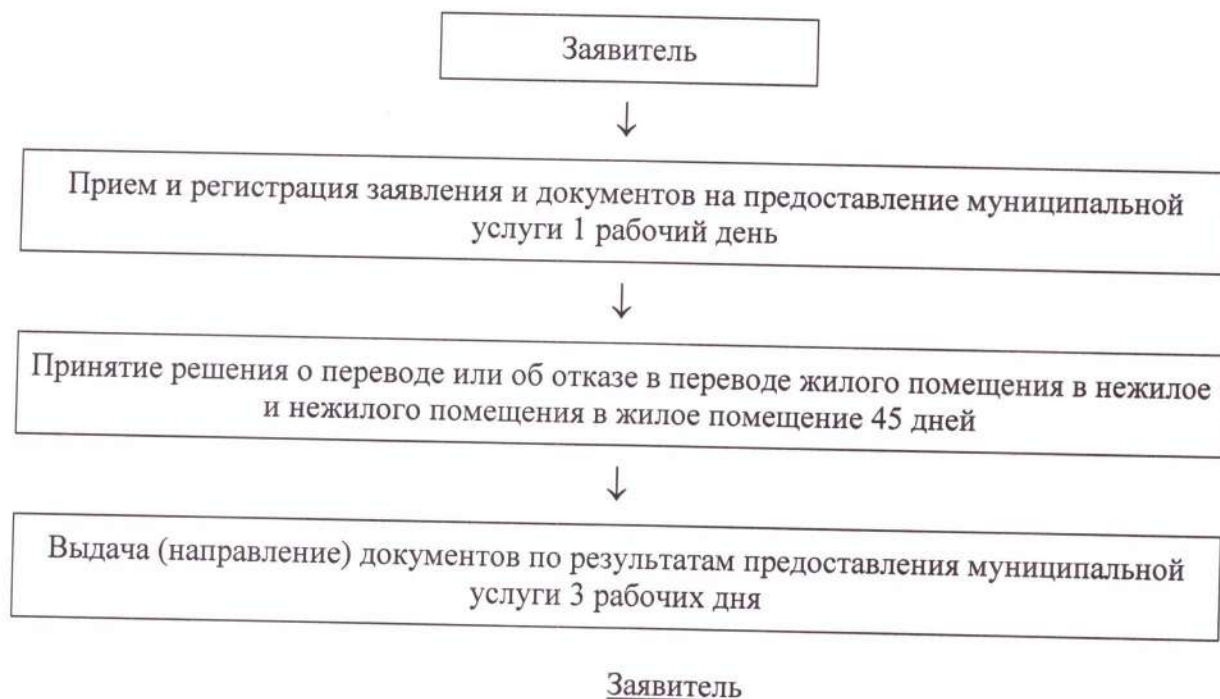 Заявитель
↓
Прием и регистрация заявления и документов на предоставление муниципальной
услуги 1 рабочий день
↓
Принятие решения о переводе или об отказе в переводе жилого помещения в нежилое
и нежилого помещения в жилое помещение 45 дней
↓
Выдача (направление) документов по результатам предоставления муниципальной
услуги 3 рабочих дня
Заявитель